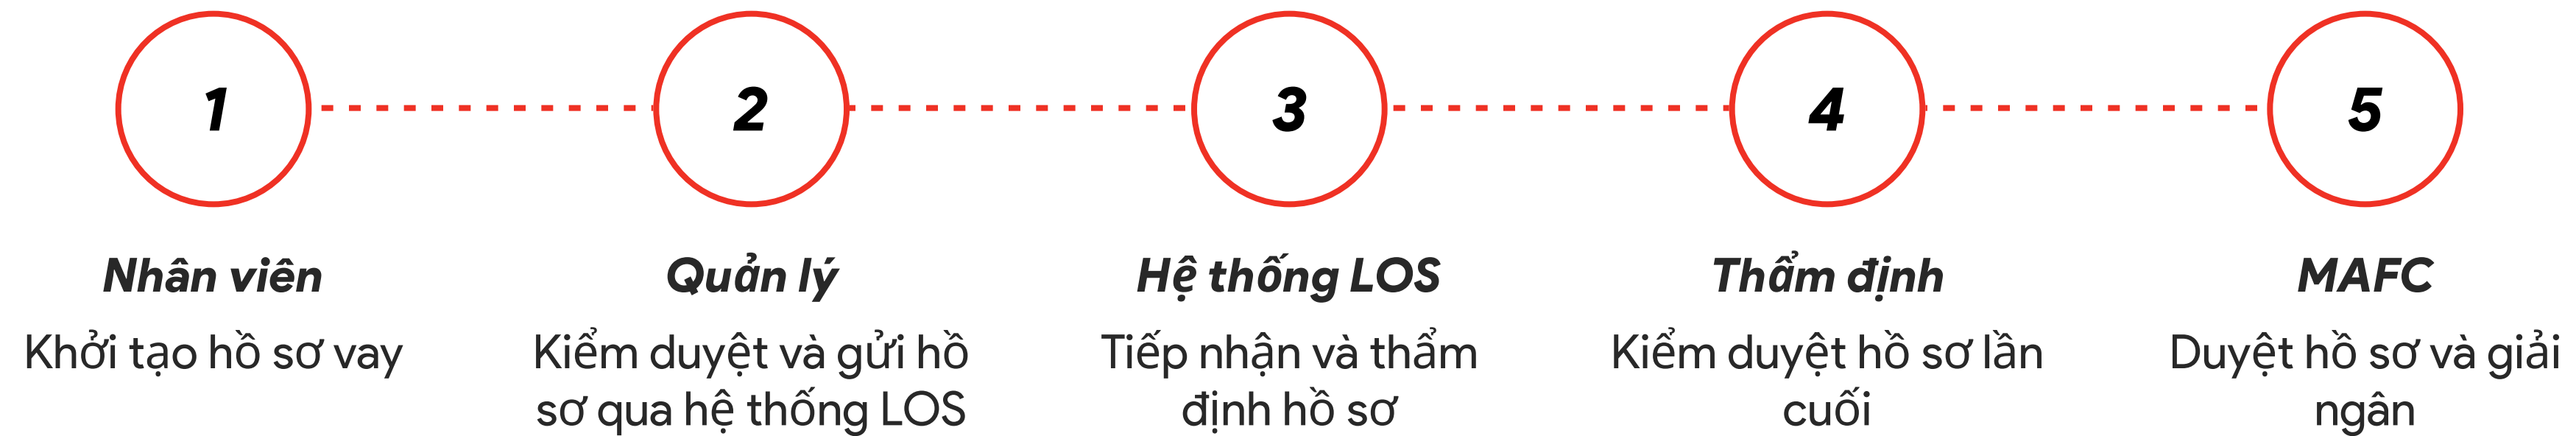 1
2
3
4
5
Nhân viên
Khởi tạo hồ sơ vay
Quản lý
Kiểm duyệt và gửi hồ
sơ qua hệ thống LOS
Hệ thống LOS
Tiếp nhận và thẩm
định hồ sơ
Thẩm định
Kiểm duyệt hồ sơ lần
cuối
MAFC
Duyệt hồ sơ và giải
ngân